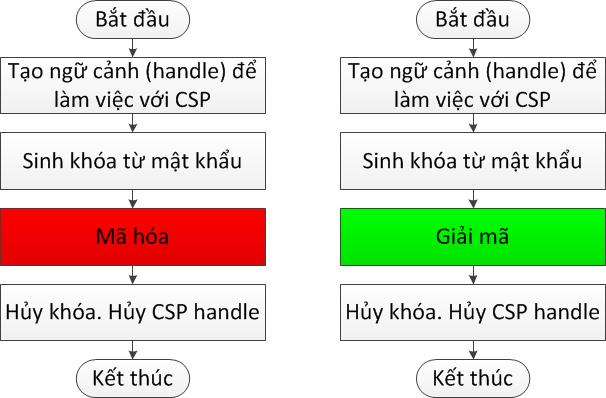 Bắt đầu
Tạo ngữ cảnh (handle) để
làm việc với CSP
Sinh khóa từ mật khẩu
Mã hóa
Hủy khóa. Hủy CSP handle
Kết thúc
Bắt đầu
Tạo ngữ cảnh (handle) để
làm việc với CSP
Sinh khóa từ mật khẩu
Giải mã
Hủy khóa. Hủy CSP handle
Kết thúc